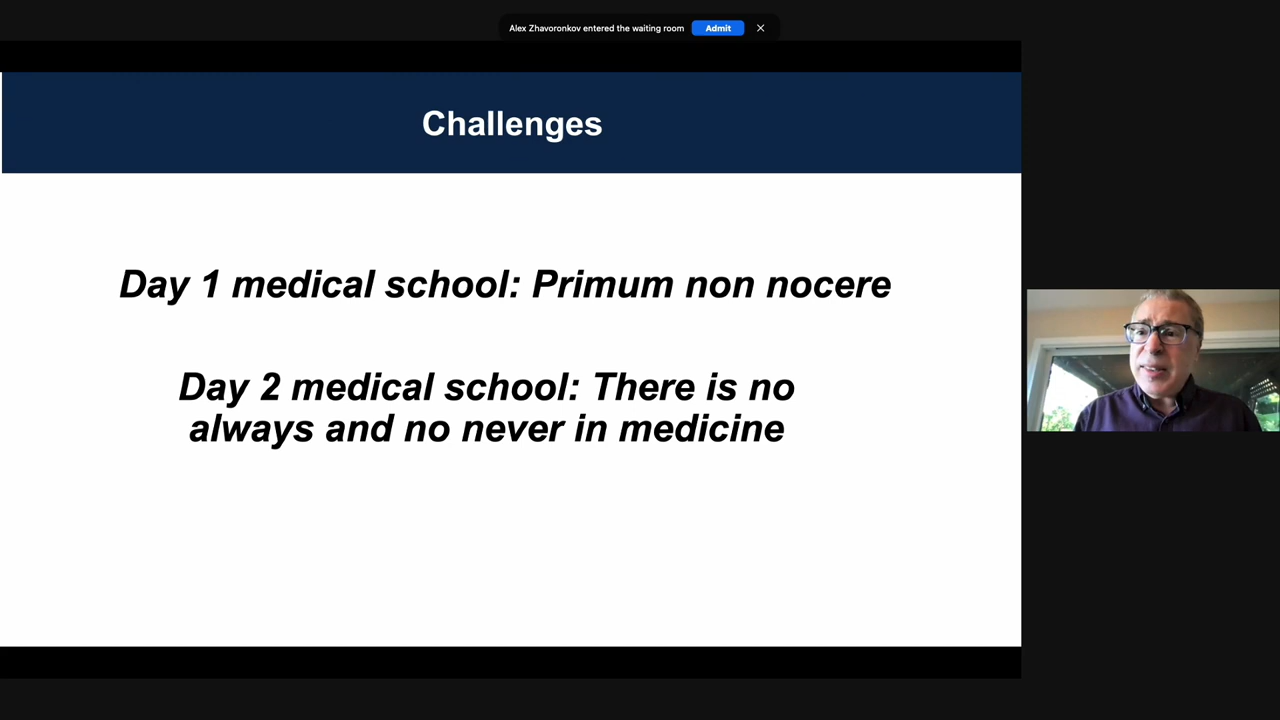 Alex Zhavoronkov entered the waiting room Admit
Challenges
Day 1 medical school: Primum non nocere
Day 2 medical school: There is no
always and no never in medicine